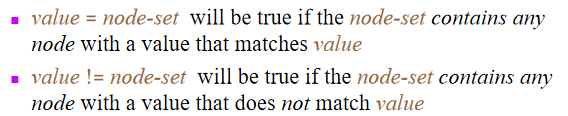 value = node-set will be true if the node-set contains any
node with a value that matches value
value != node-set will be true if the node-set contains any
node with a value that does not match value